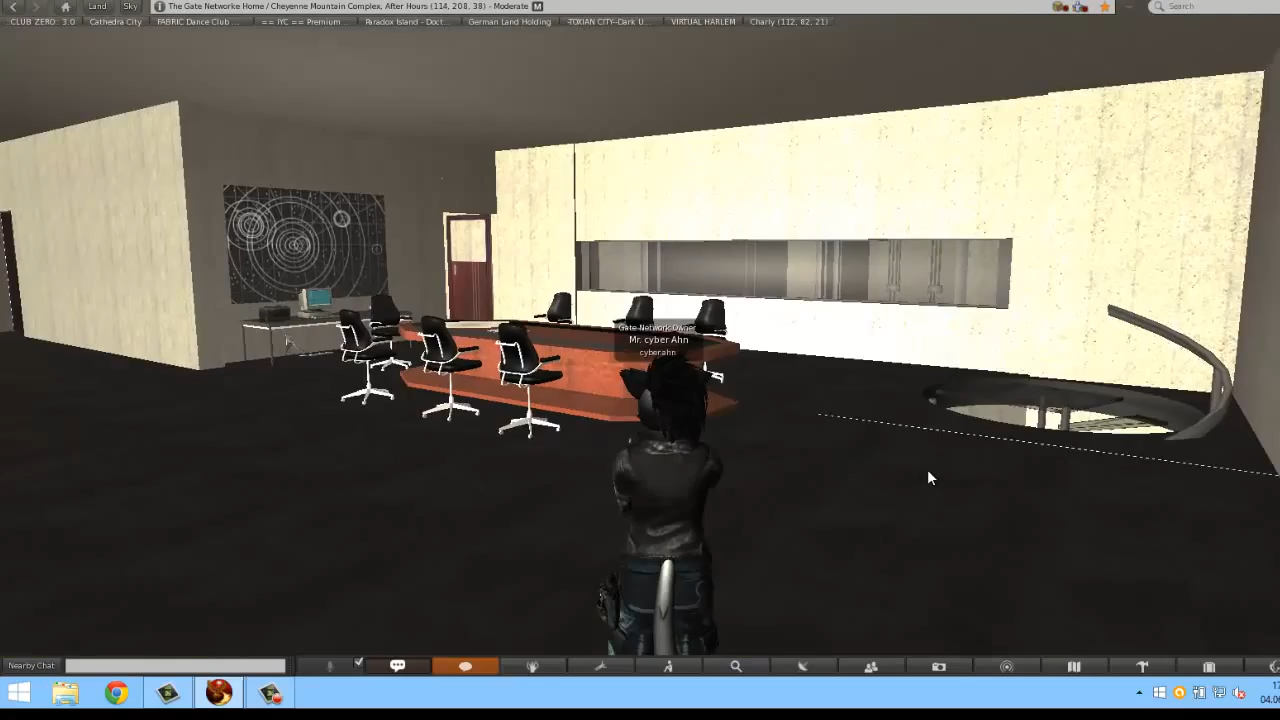 Land
Sky
The Gate Networke Home / Cheyenne Mountain Complex, After Hours (114, 208, 38) - Moderate M
Search
CLUB ZERO: 3.0
Cathedra City
FABRIC Dance Club ...
== IYC == Premium ...
Paradox Island - Doct...
German Land Holding
-TOXIAN CITY--Dark U...
VIRTUAL HARLEM
Charly (112, 82, 21)
Gate Network Owner
Mr. cyber Ahn
cyber.ahn
Nearby Chat